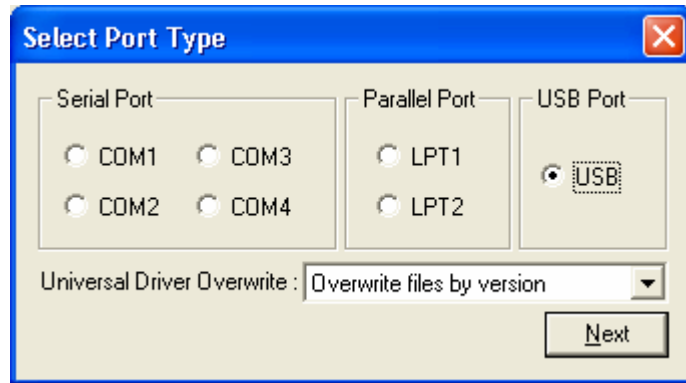 Select Port Type
Serial Port Parallel Port USB Port
COM1 COM3 LPT1 USB
COM2 COM4 LPT2
Universal Driver Overwrite : Overwrite files by version
Next